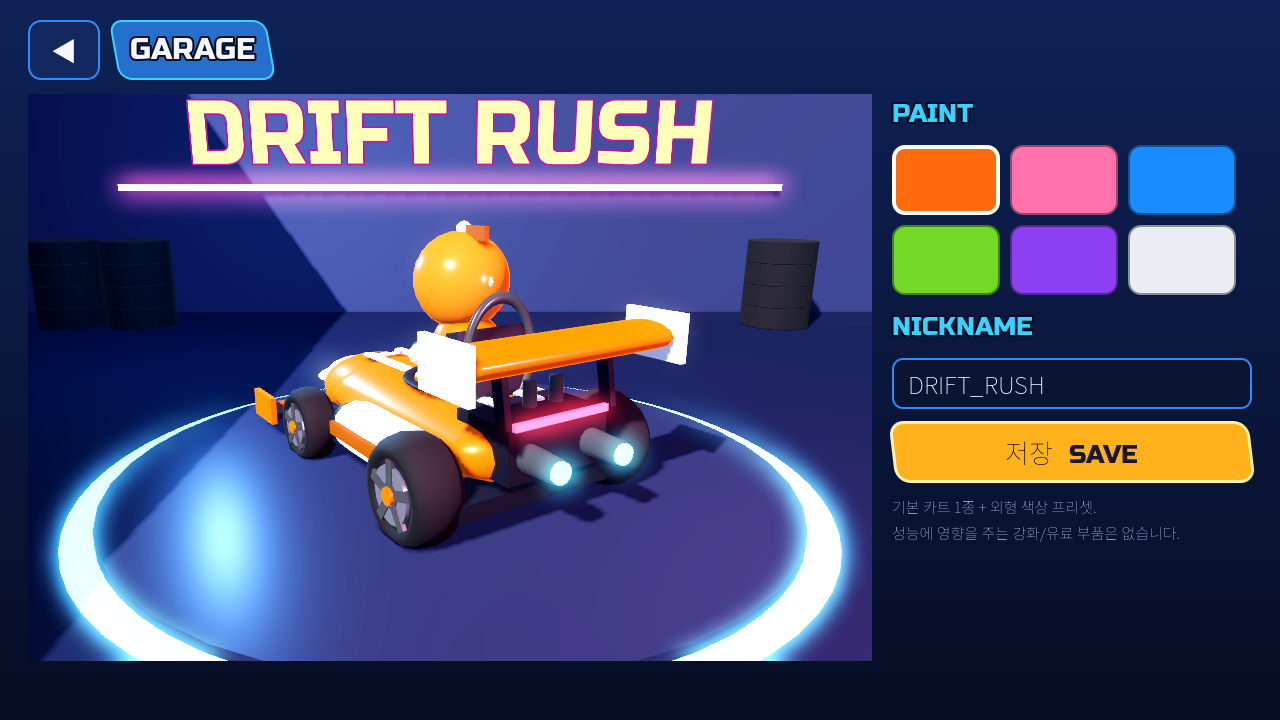 GARAGE
DRIFT RUSH
PAINT
NICKNAME
DRIFT_RUSH
저장 SAVE
기본 카트 1종 + 외형 색상 프리셋.
성능에 영향을 주는 강화/유료 부품은 없습니다.